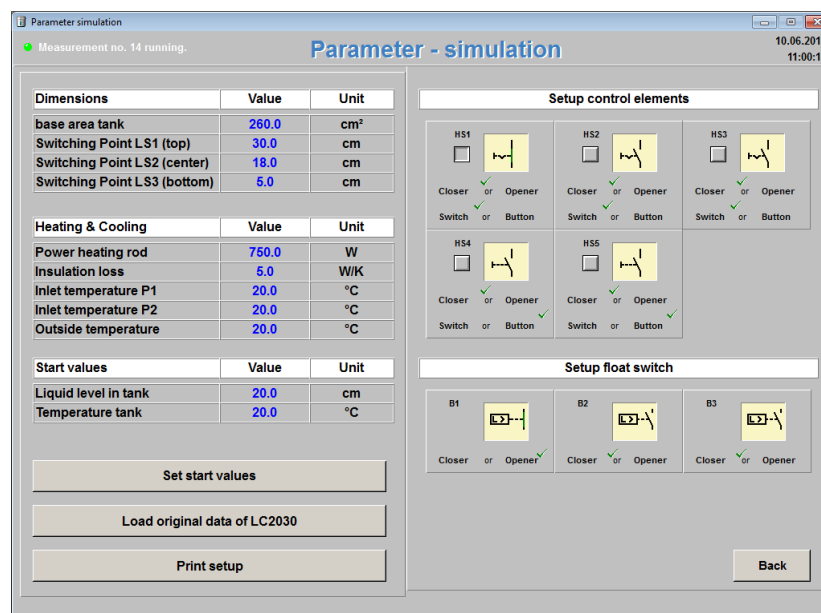 Parameter simulation
Measurement no. 14 running.
Parameter - simulation
10.06.201
11:00:1
Dimensions Value Unit
base area tank 260.0 cm²
Switching Point LS1 (top) 30.0 cm
Switching Point LS2 (center) 18.0 cm
Switching Point LS3 (bottom) 5.0 cm
Heating & Cooling Value Unit
Power heating rod 750.0 W
Insulation loss 5.0 W/K
Inlet temperature P1 20.0 °C
Inlet temperature P2 20.0 °C
Outside temperature 20.0 °C
Start values Value Unit
Liquid level in tank 20.0 cm
Temperature tank 20.0 °C
Set start values
Load original data of LC2030
Print setup
Setup control elements
HS1 HS2 HS3
Closer or Opener Closer or Opener Closer or Opener
Switch or Button Switch or Button Switch or Button
HS4 HS5
Closer or Opener Closer or Opener
Switch or Button Switch or Button
Setup float switch
B1 B2 B3
Closer or Opener Closer or Opener Closer or Opener
Back